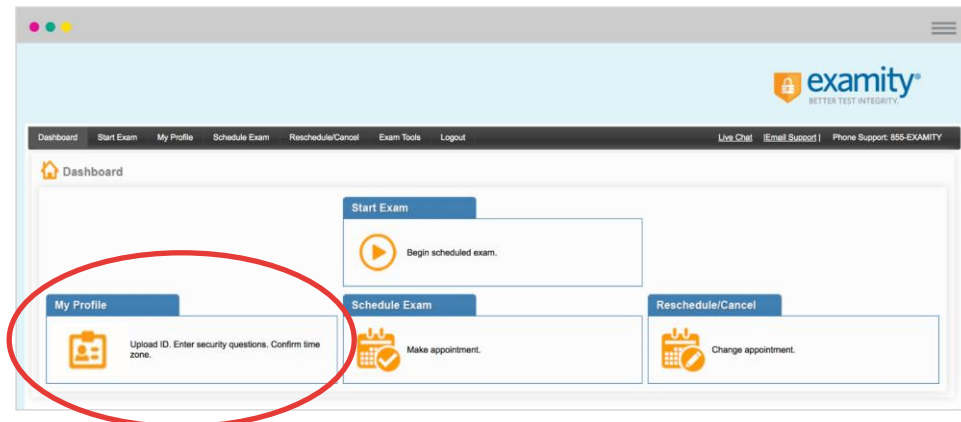 examity®
BETTER TEST INTEGRITY.
Dashboard Start Exam My Profile Schedule Exam Reschedule/Cancel Exam Tools Logout Live Chat |Email Support| Phone Support: 855-EXAMITY
Dashboard
Start Exam
Begin scheduled exam.
My Profile
Upload ID. Enter security questions. Confirm time
zone.
Schedule Exam
Make appointment.
Reschedule/Cancel
Change appointment.